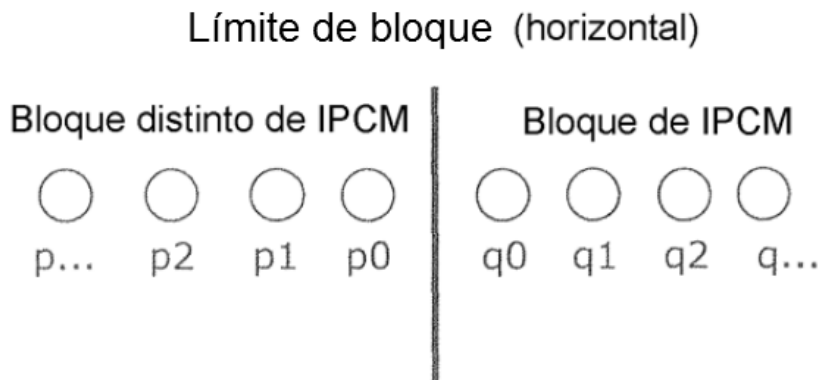 Límite de bloque (horizontal)
Bloque distinto de IPCM Bloque de IPCM
p... p2 p1 p0 q0 q1 q2 q...